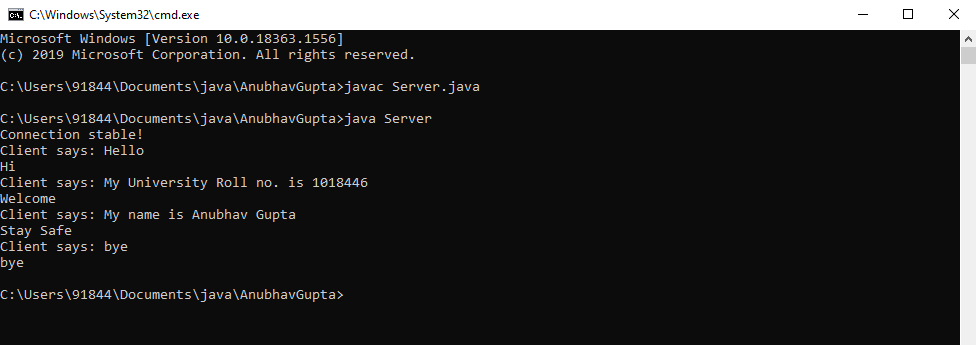 C:\Windows\System32\cmd.exe
Microsoft Windows [Version 10.0.18363.1556]
(c) 2019 Microsoft Corporation. All rights reserved.
C:\Users\91844\Documents\java\AnubhavGupta>javac Server.java
C:\Users\91844\Documents\java\AnubhavGupta>java Server
Connection stable!
Client says: Hello
Hi
Client says: My University Roll no. is 1018446
Welcome
Client says: My name is Anubhav Gupta
Stay Safe
Client says: bye
bye
C:\Users\91844\Documents\java\AnubhavGupta>